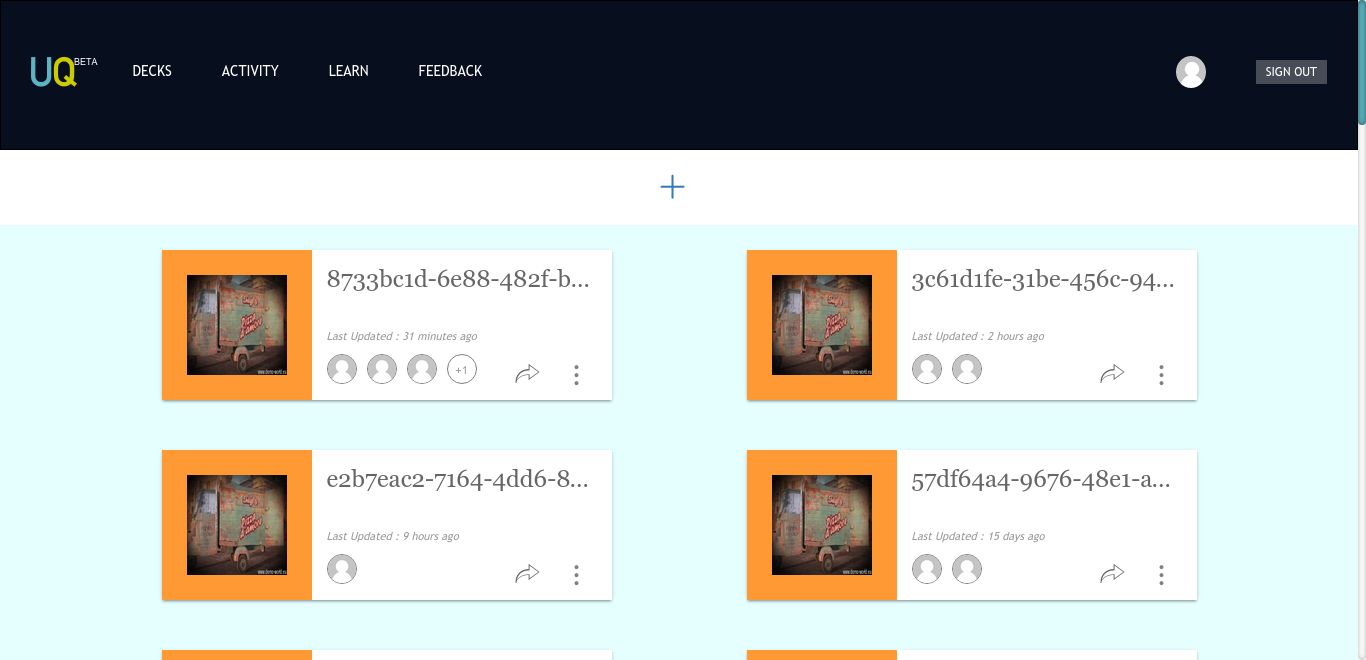 UQ BETA DECKS ACTIVITY LEARN FEEDBACK SIGN OUT
8733bc1d-6e88-482f-b...
Last Updated : 31 minutes ago
+1
3c61d1fe-31be-456c-94...
Last Updated : 2 hours ago
e2b7eac2-7164-4dd6-8...
Last Updated : 9 hours ago
57df64a4-9676-48e1-a...
Last Updated : 15 days ago